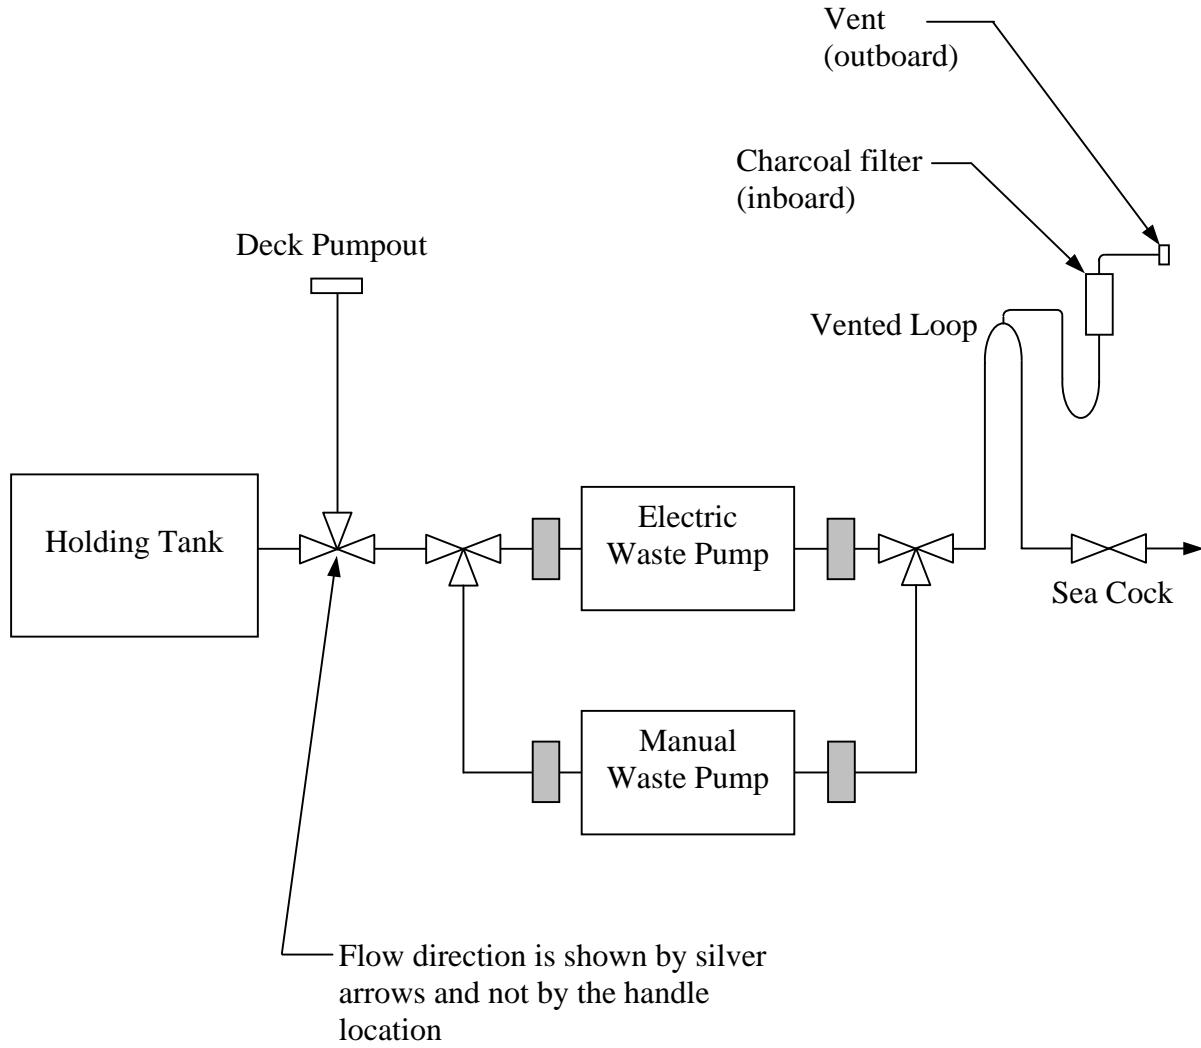 Vent
(outboard)
Charcoal filter
(inboard)
Deck Pumpout
Vented Loop
Holding Tank
Electric
Waste Pump
Sea Cock
Manual
Waste Pump
Flow direction is shown by silver
arrows and not by the handle
location